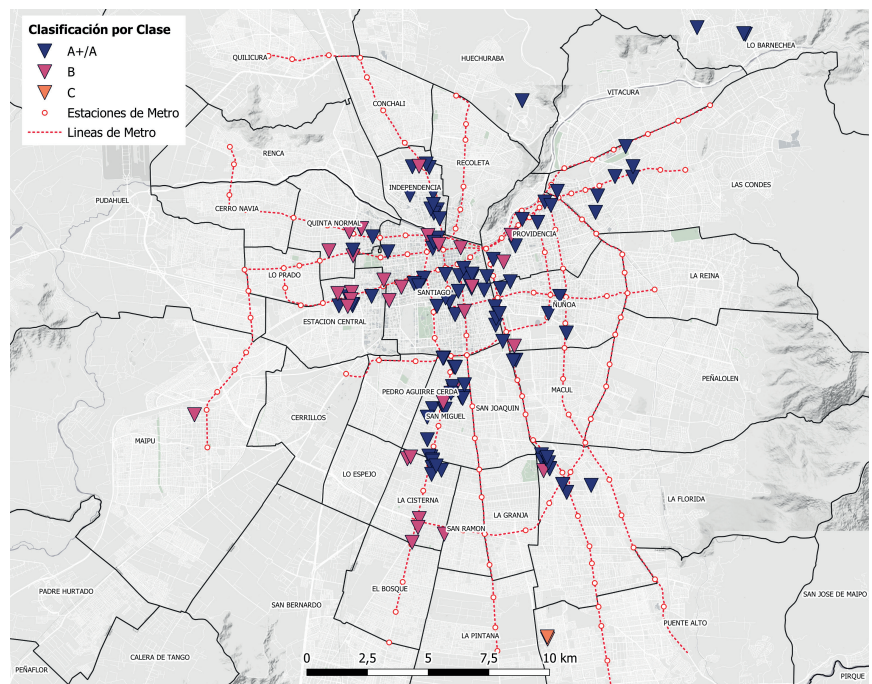 Clasificación por Clase
A+/A
B
C
Estaciones de Metro
Lineas de Metro
LO BARNECHEA
QUILICURA
HUECHURABA
VITACURA
CONCHALI
RENCA
RECOLETA
LAS CONDES
INDEPENDENCIA
PUDAHUEL
CERRO NAVIA
QUINTA NORMAL
PROVIDENCIA
LO PRADO
LA REINA
SANTIAGO
ÑUÑOA
ESTACION CENTRAL
PEÑALOLEN
PEDRO AGUIRRE CERDA
MACUL
SAN JOAQUIN
CERRILLOS
SAN MIGUEL
MAIPU
LO ESPEJO
LA CISTERNA
LA FLORIDA
LA GRANJA
SAN RAMON
EL BOSQUE
PADRE HURTADO
SAN JOSE DE MAIPO
SAN BERNARDO
PUENTE ALTO
LA PINTANA
CALERA DE TANGO
PEÑAFLOR
PIRQUE
0 2,5 5 7,5 10 km